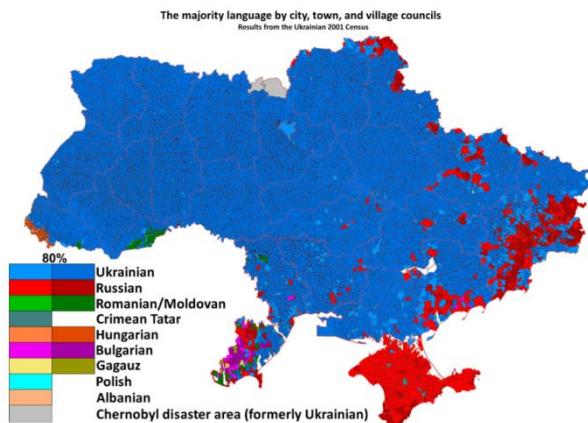 The majority language by city, town, and village councils
Results from the Ukrainian 2001 Census
80%
Ukrainian
Russian
Romanian/Moldovan
Crimean Tatar
Hungarian
Bulgarian
Gagauz
Polish
Albanian
Chernobyl disaster area (formerly Ukrainian)